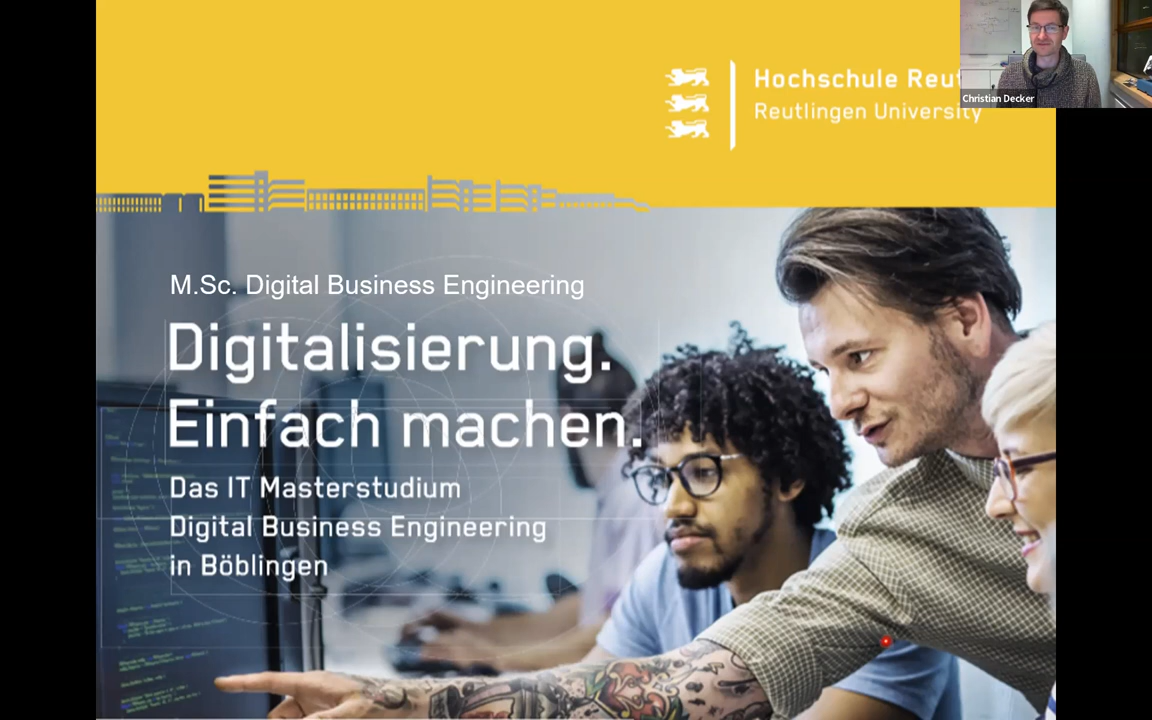 Hochschule Reut
Reutlingen University
Christian Decker
M.Sc. Digital Business Engineering
Digitalisierung.
Einfach machen.
Das IT Masterstudium
Digital Business Engineering
in Böblingen